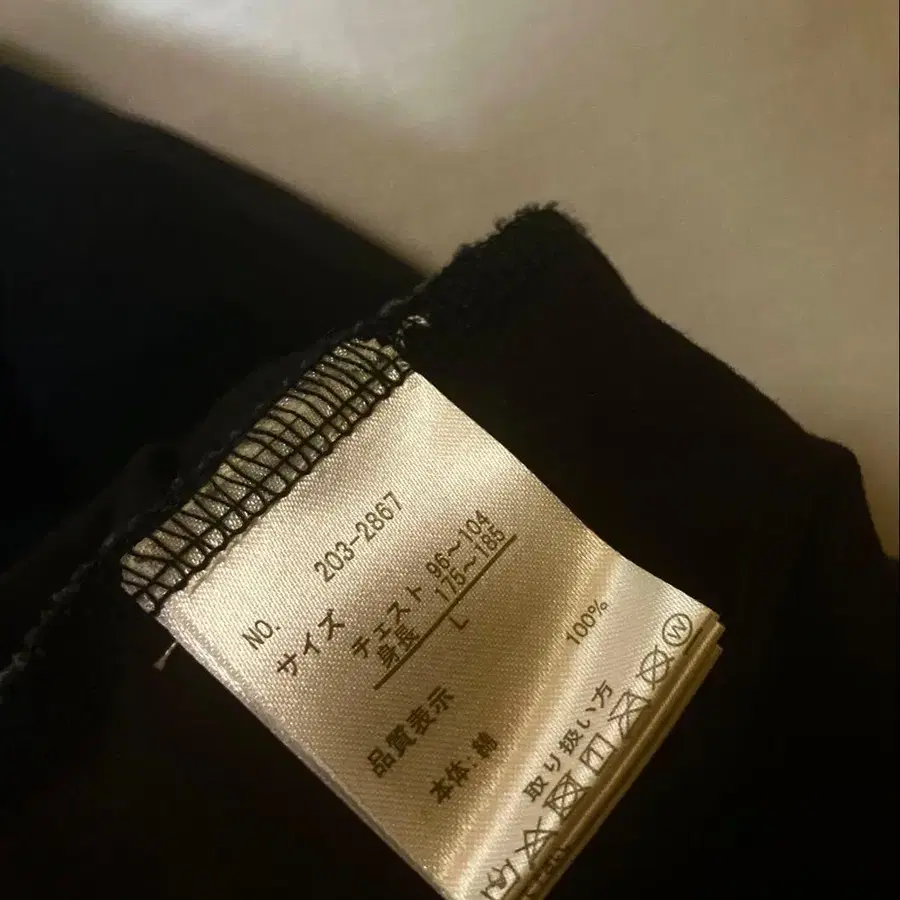 NO. 203-2867
サイズ
チェスト 96~104
身長 175~185
L
品質表示
本体:綿 100%
取り扱い方
W